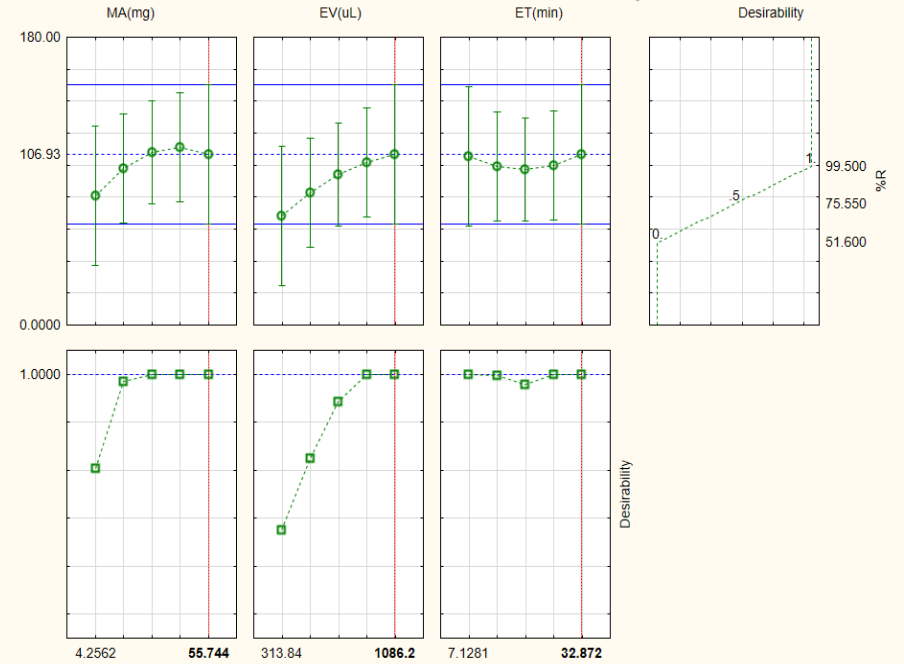 MA(mg) EV(uL) ET(min) Desirability
180.00
106.93
0.0000
1.
.5
0.
99.500
75.550
51.600
%R
1.0000
Desirability
4.2562 55.744 313.84 1086.2 7.1281 32.872